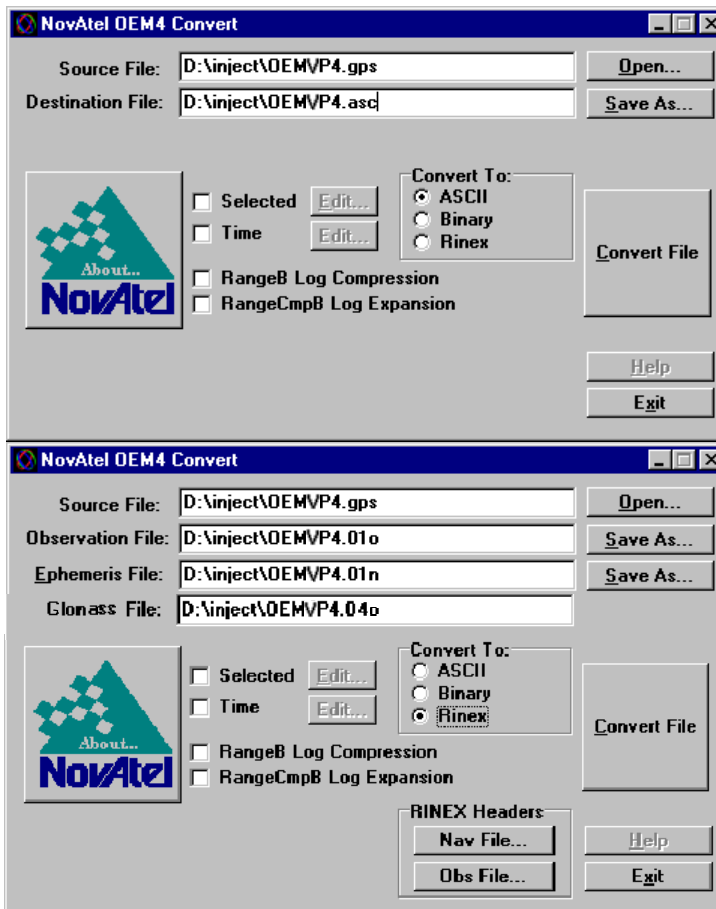 NovAtel OEM4 Convert
Source File: D:\inject\OEMVP4.gps Open...
Destination File: D:\inject\OEMVP4.asc Save As...
Convert To:
Selected Edit... ASCII
Time Edit... Binary
Rinex
Convert File
About...
NovAtel
RangeB Log Compression
RangeCmpB Log Expansion
Help
Exit
NovAtel OEM4 Convert
Source File: D:\inject\OEMVP4.gps Open...
Observation File: D:\inject\OEMVP4.01o Save As...
Ephemeris File: D:\inject\OEMVP4.01n Save As...
Glonass File: D:\inject\OEMVP4.04o
Convert To:
Selected Edit... ASCII
Time Edit... Binary
Rinex
Convert File
About...
NovAtel
RangeB Log Compression
RangeCmpB Log Expansion
RINEX Headers
Nav File... Help
Obs File... Exit